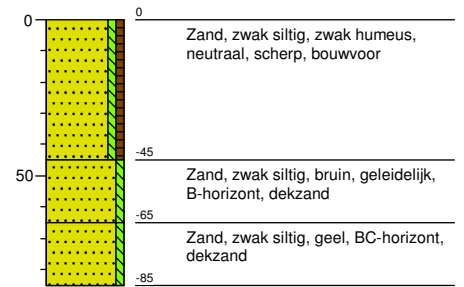 0
0
Zand, zwak siltig, zwak humeus,
neutraal, scherp, bouwvoor
-45
50
Zand, zwak siltig, bruin, geleidelijk,
B-horizont, dekzand
-65
Zand, zwak siltig, geel, BC-horizont,
dekzand
-85